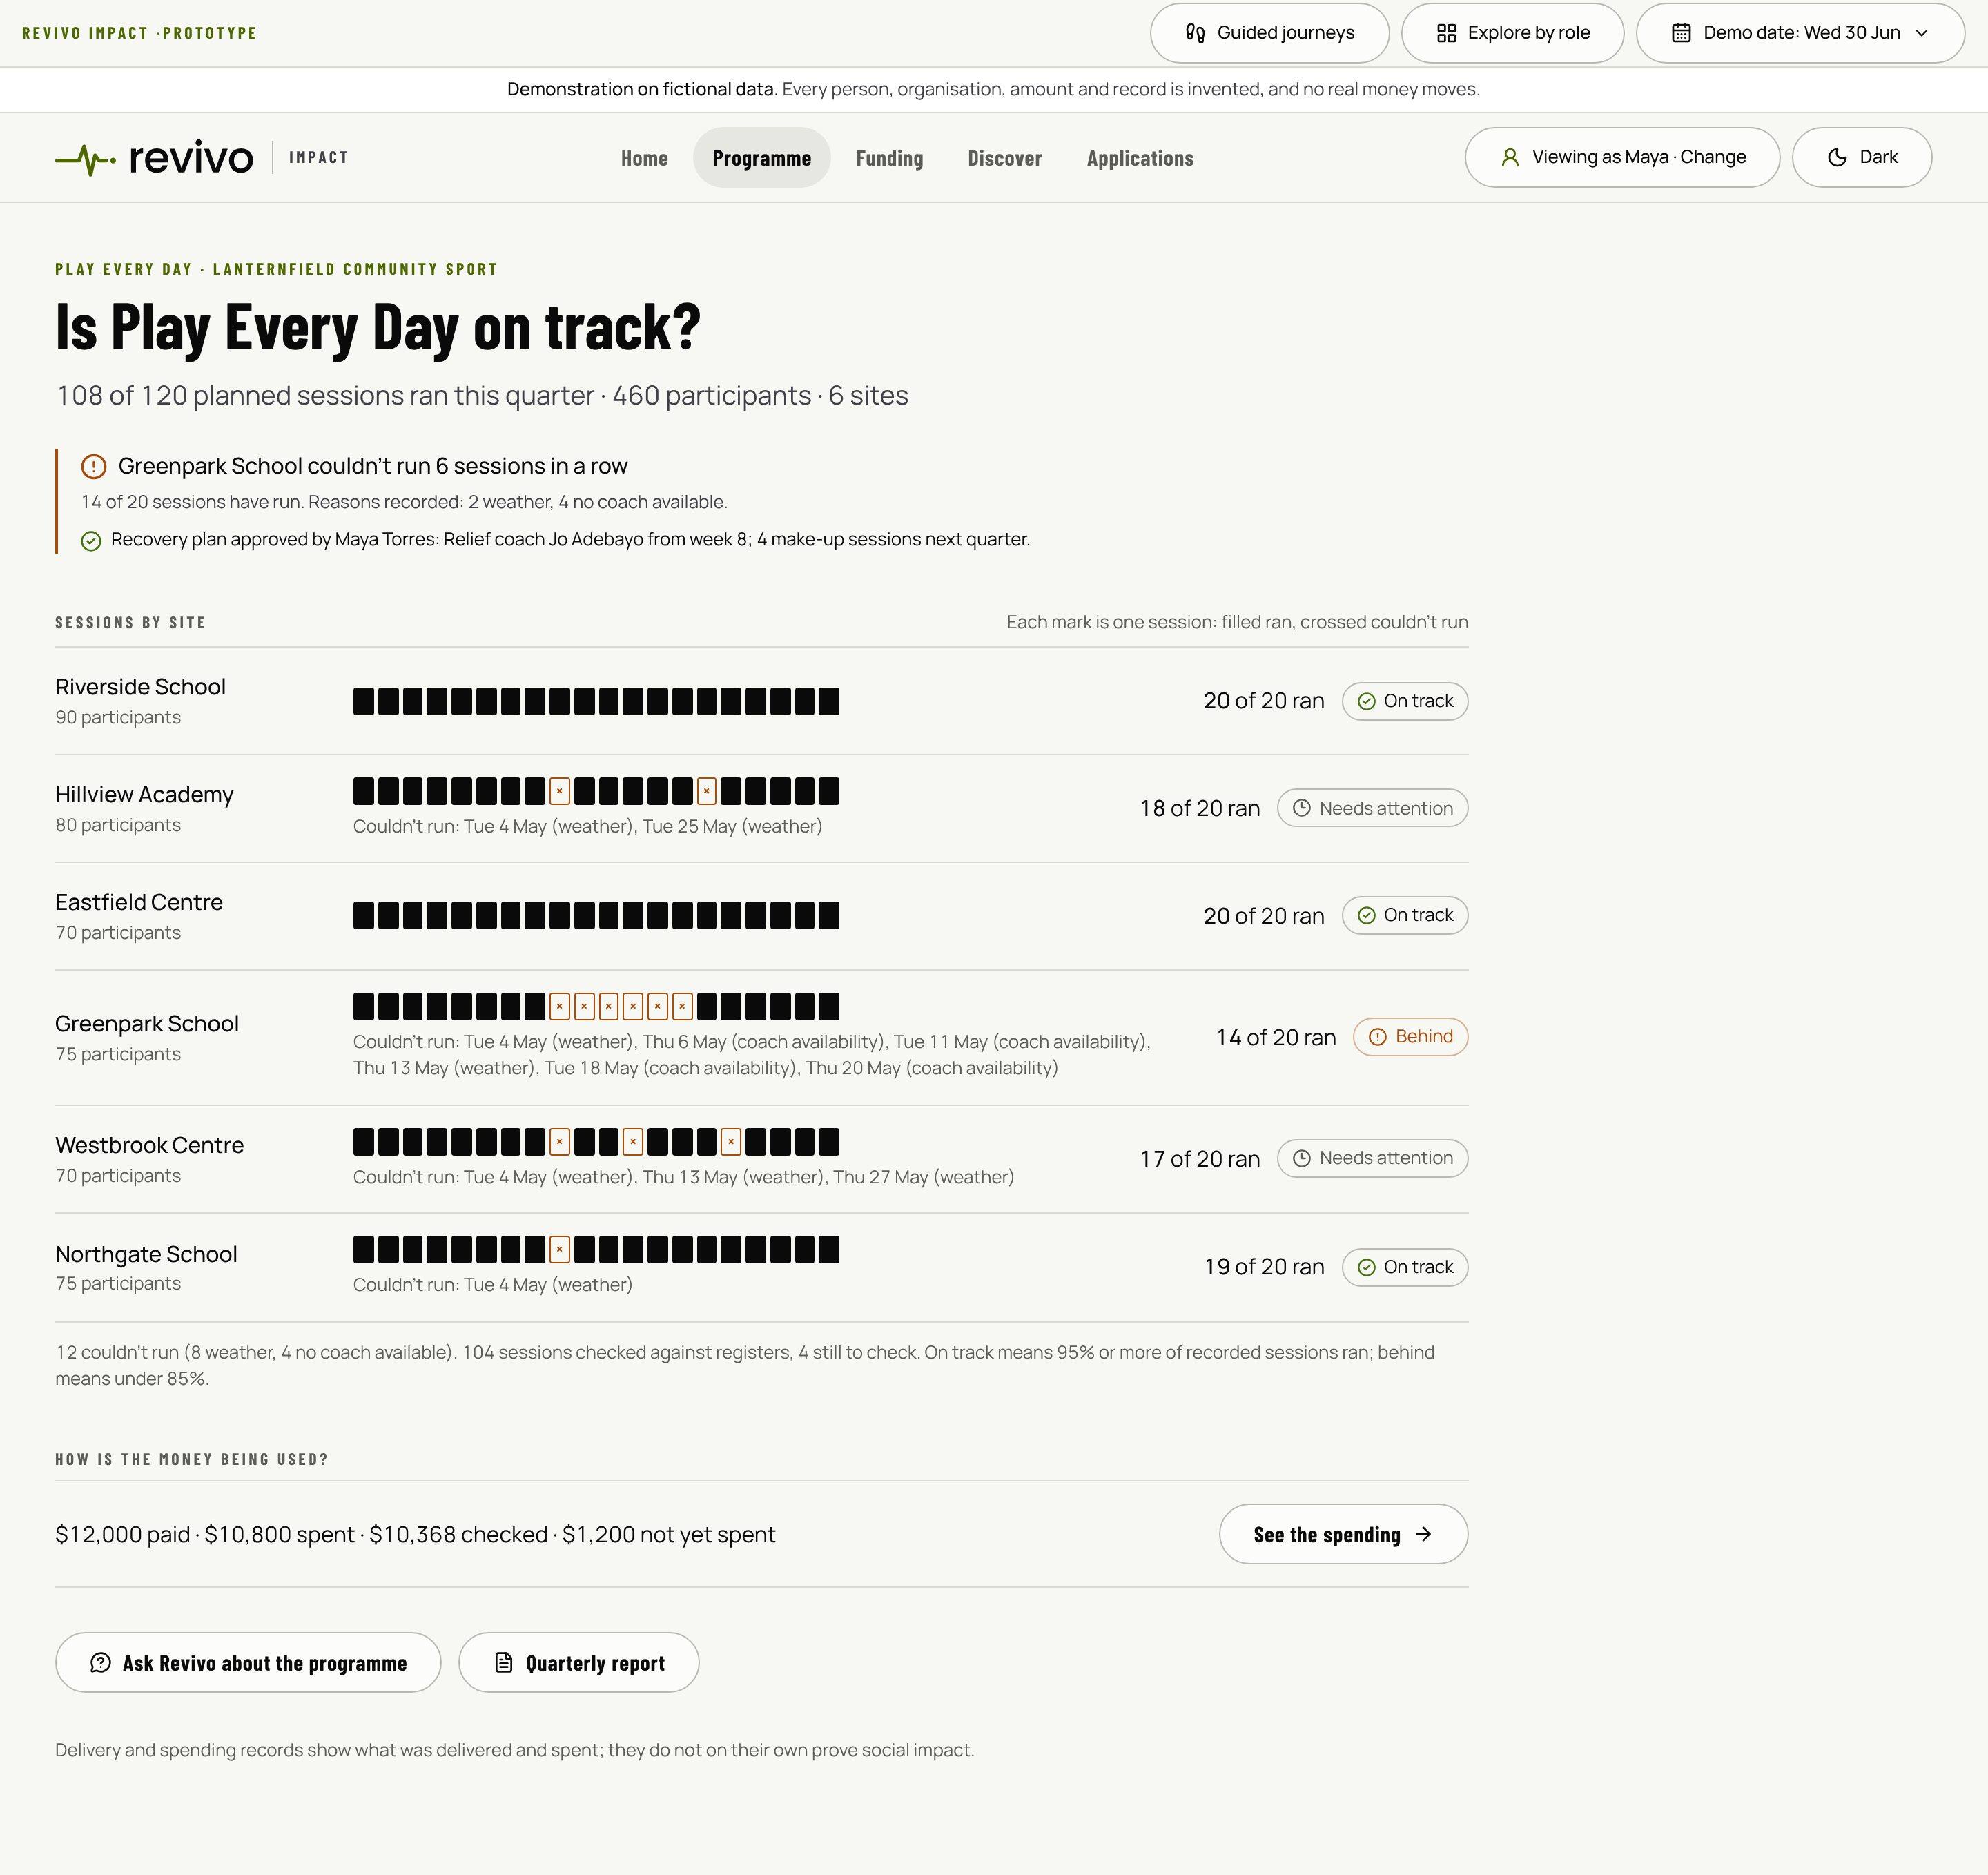 REVIVO IMPACT ·PROTOTYPE
Guided journeys
Explore by role
Demo date: Wed 30 Jun
Demonstration on fictional data. Every person, organisation, amount and record is invented, and no real money moves.
revivo
IMPACT
Home
Programme
Funding
Discover
Applications
Viewing as Maya · Change
Dark
PLAY EVERY DAY · LANTERNFIELD COMMUNITY SPORT
Is Play Every Day on track?
108 of 120 planned sessions ran this quarter · 460 participants · 6 sites
Greenpark School couldn't run 6 sessions in a row
14 of 20 sessions have run. Reasons recorded: 2 weather, 4 no coach available.
Recovery plan approved by Maya Torres: Relief coach Jo Adebayo from week 8; 4 make-up sessions next quarter.
SESSIONS BY SITE
Each mark is one session: filled ran, crossed couldn't run
Riverside School
90 participants
20 of 20 ran
On track
Hillview Academy
80 participants
Couldn't run: Tue 4 May (weather), Tue 25 May (weather)
18 of 20 ran
Needs attention
Eastfield Centre
70 participants
20 of 20 ran
On track
Greenpark School
75 participants
Couldn't run: Tue 4 May (weather), Thu 6 May (coach availability), Tue 11 May (coach availability),
Thu 13 May (weather), Tue 18 May (coach availability), Thu 20 May (coach availability)
14 of 20 ran
Behind
Westbrook Centre
70 participants
Couldn't run: Tue 4 May (weather), Thu 13 May (weather), Thu 27 May (weather)
17 of 20 ran
Needs attention
Northgate School
75 participants
Couldn't run: Tue 4 May (weather)
19 of 20 ran
On track
12 couldn't run (8 weather, 4 no coach available). 104 sessions checked against registers, 4 still to check. On track means 95% or more of recorded sessions ran; behind
means under 85%.
HOW IS THE MONEY BEING USED?
$12,000 paid · $10,800 spent · $10,368 checked · $1,200 not yet spent
See the spending
Ask Revivo about the programme
Quarterly report
Delivery and spending records show what was delivered and spent; they do not on their own prove social impact.